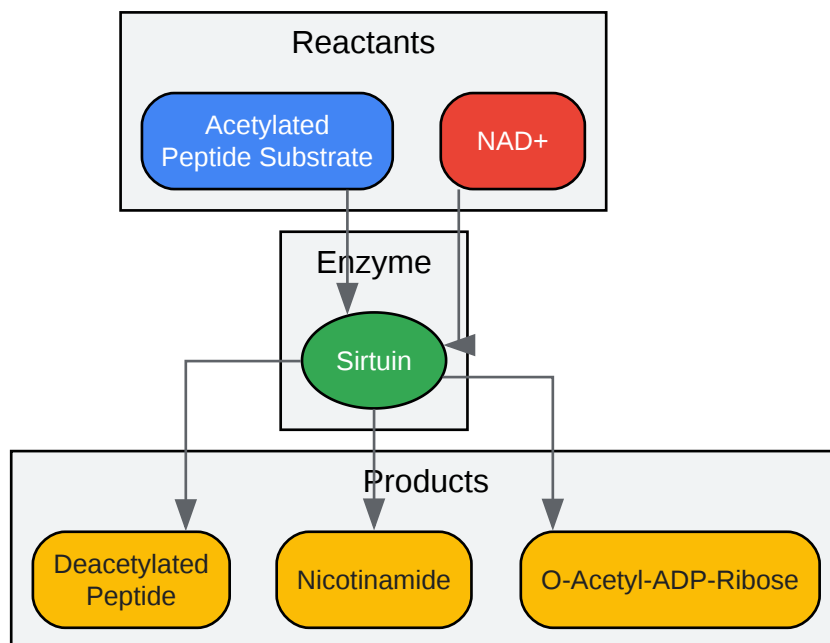 Reactants
Acetylated
Peptide Substrate
NAD+
Enzyme
Sirtuin
Products
Deacetylated
Peptide
Nicotinamide
O-Acetyl-ADP-Ribose